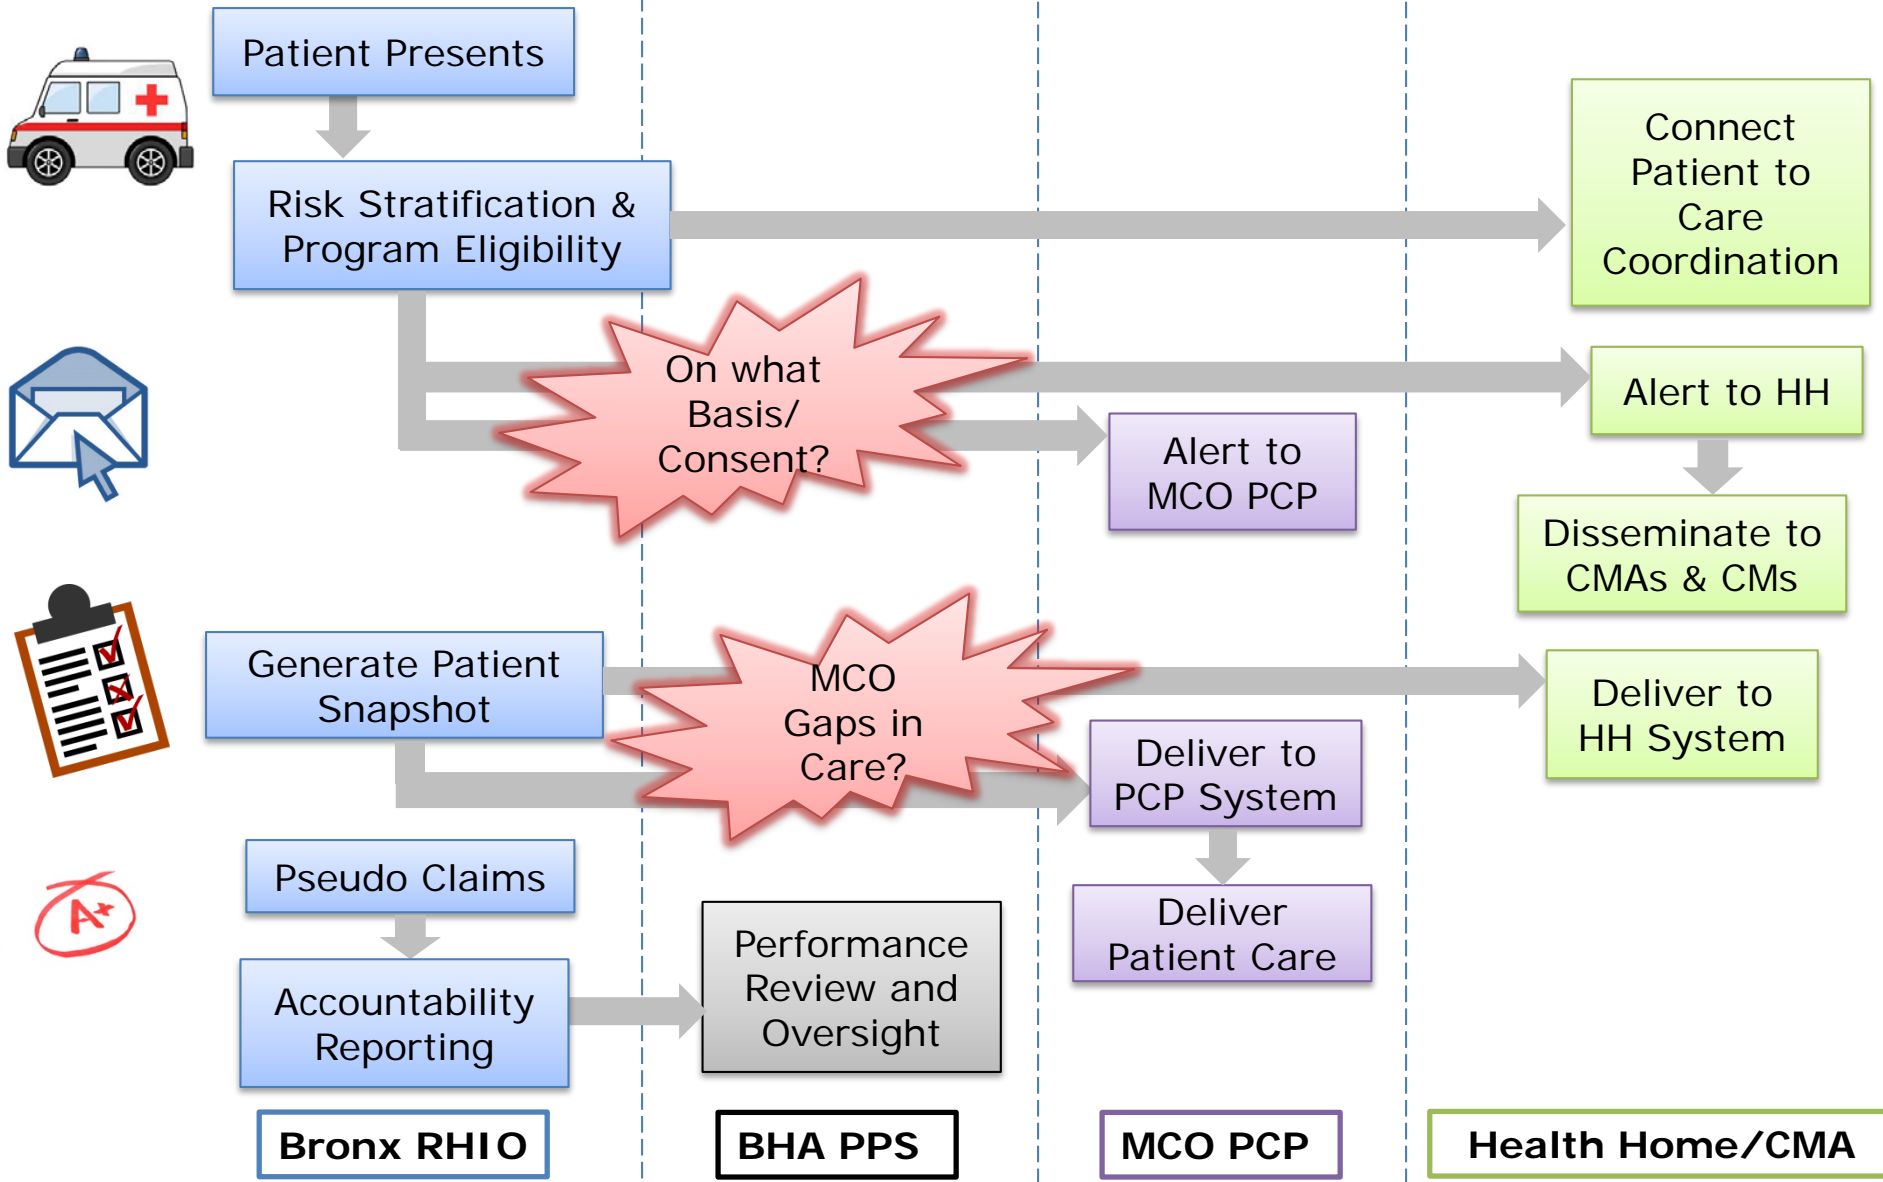 Patient Presents
Risk Stratification &
Program Eligibility
Connect
Patient to
Care
Coordination
On what
Basis/
Consent?
Alert to HH
Alert to
MCO PCP
Disseminate to
CMAs & CMs
Generate Patient
Snapshot
MCO
Gaps in
Care?
Deliver to
HH System
Deliver to
PCP System
Pseudo Claims
A+
Deliver
Patient Care
Performance
Review and
Oversight
Accountability
Reporting
Bronx RHIO
BHA PPS
MCO PCP
Health Home/CMA